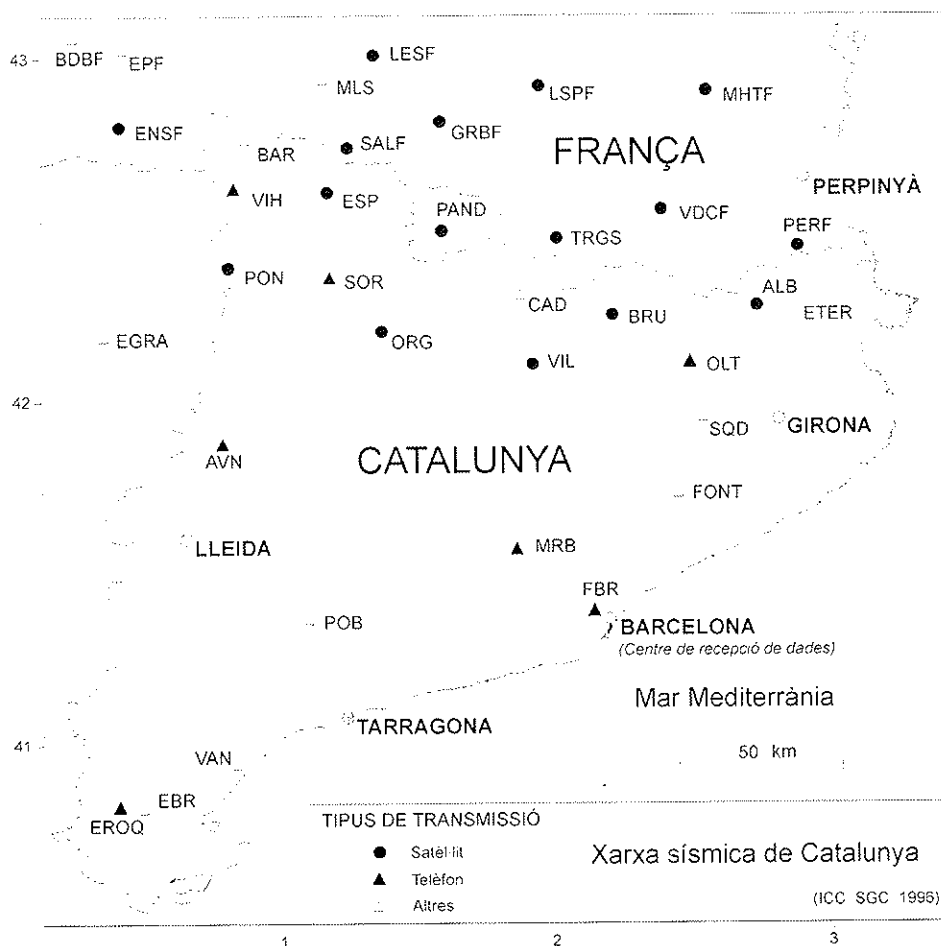 43
BDBF
EPF
LESF
MLS
LSPF
MHTF
ENSF
BAR
SALF
GRBF
FRANÇA
VIH
ESP
PAND
VDCF
PERPINYÀ
PERF
TRGS
PON
SOR
CAD
BRU
ALB
ETER
EGRA
ORG
VIL
OLT
42
SQD
GIRONA
AVN
CATALUNYA
FONT
LLEIDA
MRB
FBR
POB
BARCELONA
(Centre de recepció de dades)
Mar Mediterrània
TARRAGONA
41
VAN
50 km
EBR
EROQ
TIPUS DE TRANSMISSIÓ
Satèl·lit
Telèfon
Altres
Xarxa sísmica de Catalunya
(ICC SGC 1996)
1
2
3